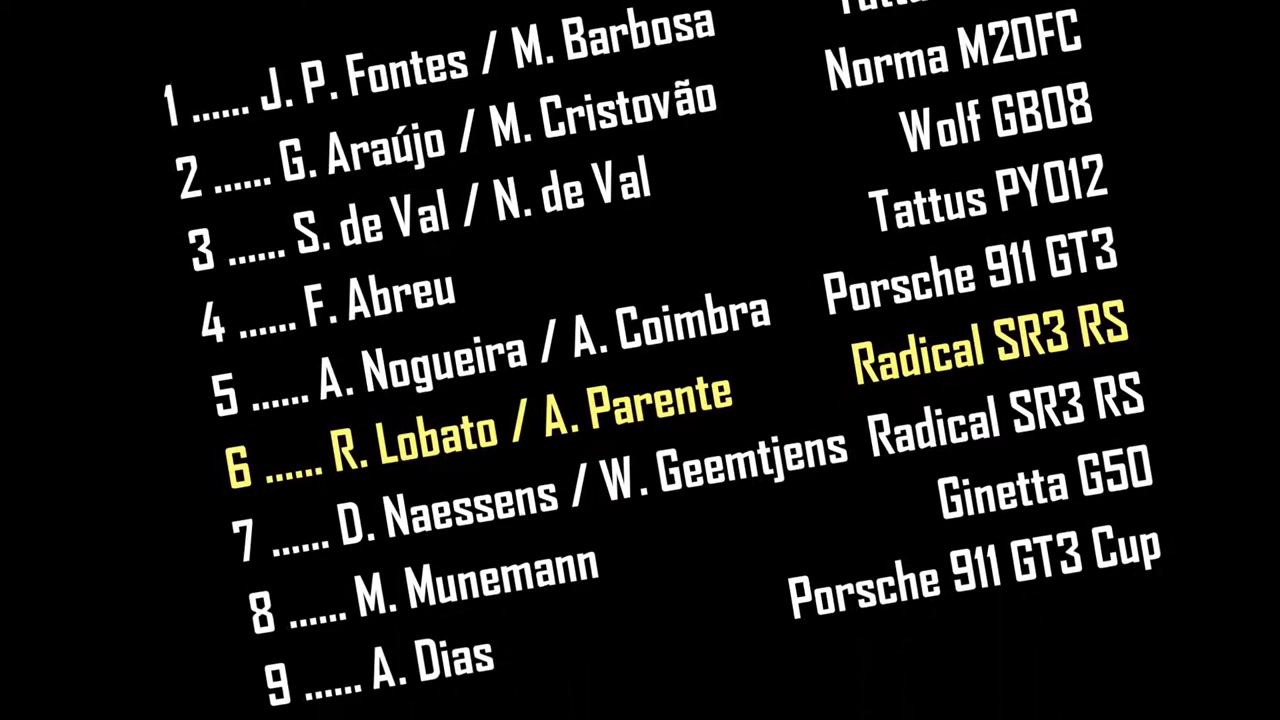 1 ...... J. P. Fontes / M. Barbosa
2 ...... G. Araújo / M. Cristovão Norma M20FC
3 ...... S. de Val / N. de Val Wolf GB08
4 ...... F. Abreu Tattus PY012
5 ...... A. Nogueira / A. Coimbra Porsche 911 GT3
6 ...... R. Lobato / A. Parente Radical SR3 RS
7 ...... D. Naessens / W. Geemtjens Radical SR3 RS
8 ...... M. Munemann Ginetta G50
9 ...... A. Dias Porsche 911 GT3 Cup